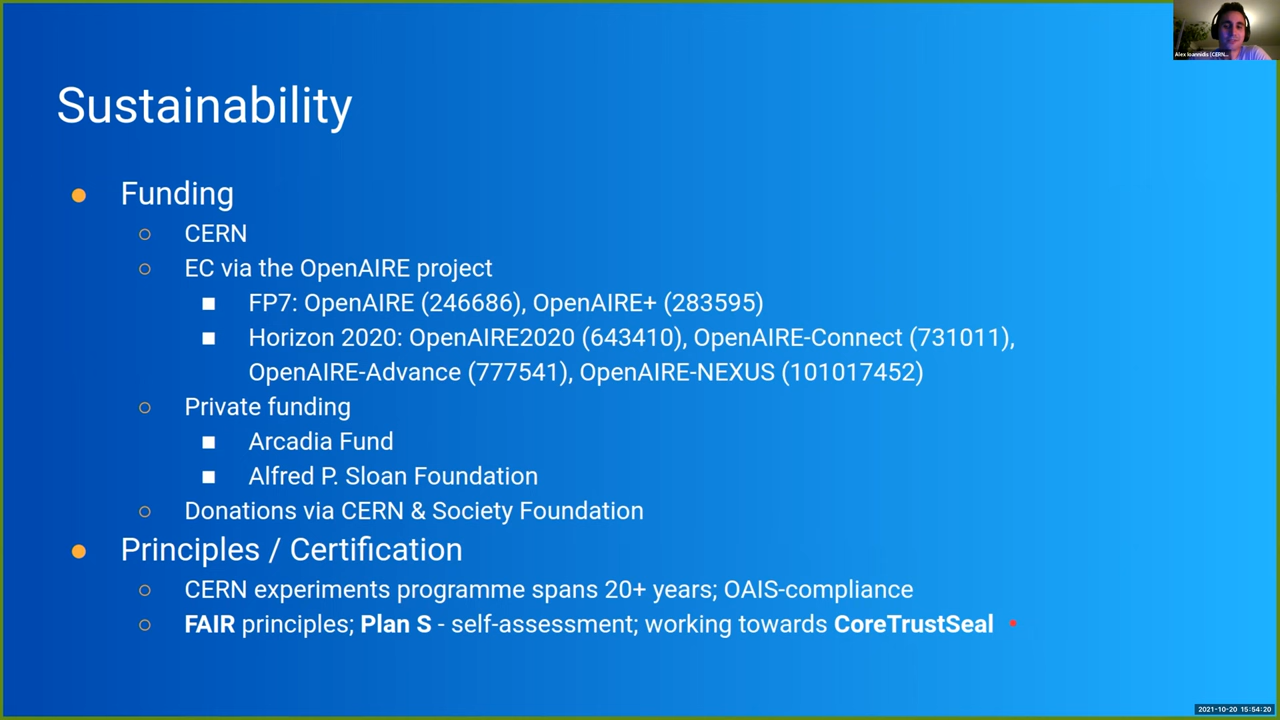 Alex Ioannidis (CERN...
Sustainability
● Funding
○ CERN
○ EC via the OpenAIRE project
■ FP7: OpenAIRE (246686), OpenAIRE+ (283595)
■ Horizon 2020: OpenAIRE2020 (643410), OpenAIRE-Connect (731011),
OpenAIRE-Advance (777541), OpenAIRE-NEXUS (101017452)
○ Private funding
■ Arcadia Fund
■ Alfred P. Sloan Foundation
○ Donations via CERN & Society Foundation
● Principles / Certification
○ CERN experiments programme spans 20+ years; OAIS-compliance
○ FAIR principles; Plan S - self-assessment; working towards CoreTrustSeal
2021-10-20 15:54:20